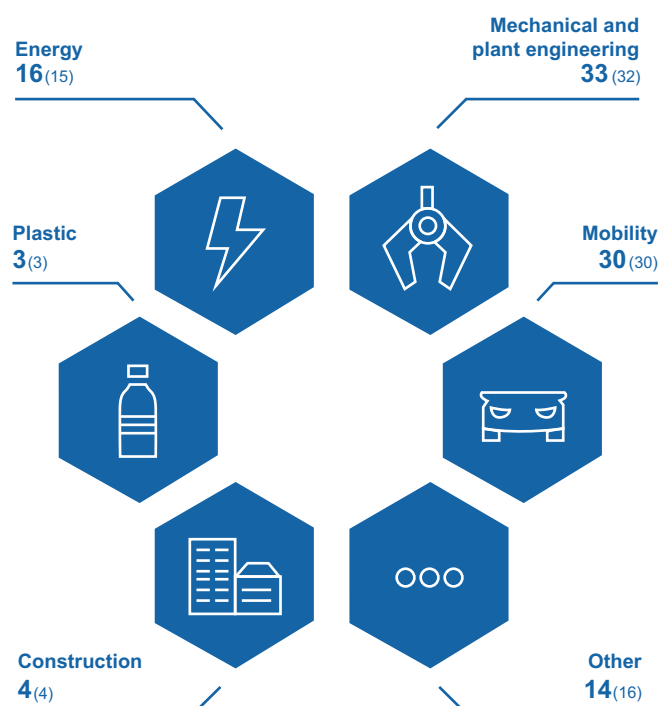 Energy
16 (15)
Mechanical and
plant engineering
33 (32)
Plastic
3 (3)
Mobility
30 (30)
Construction
4 (4)
Other
14 (16)